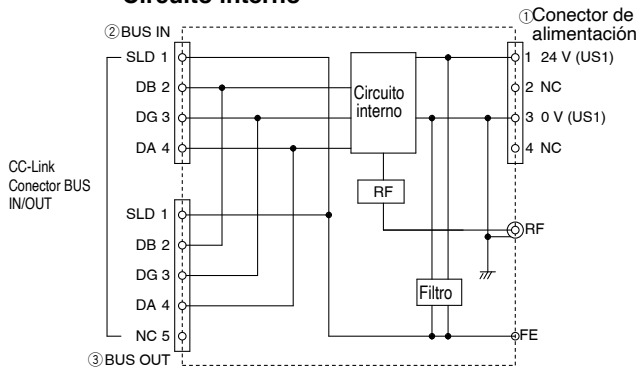 Circuito interno
①Conector de
alimentación
②BUS IN
SLD 1
DB 2
DG 3
DA 4
Circuito
interno
1 24 V (US1)
2 NC
3 0 V (US1)
4 NC
CC-Link
Conector BUS
IN/OUT
RF
SLD 1
DB 2
DG 3
DA 4
NC 5
RF
Filtro
FE
③BUS OUT